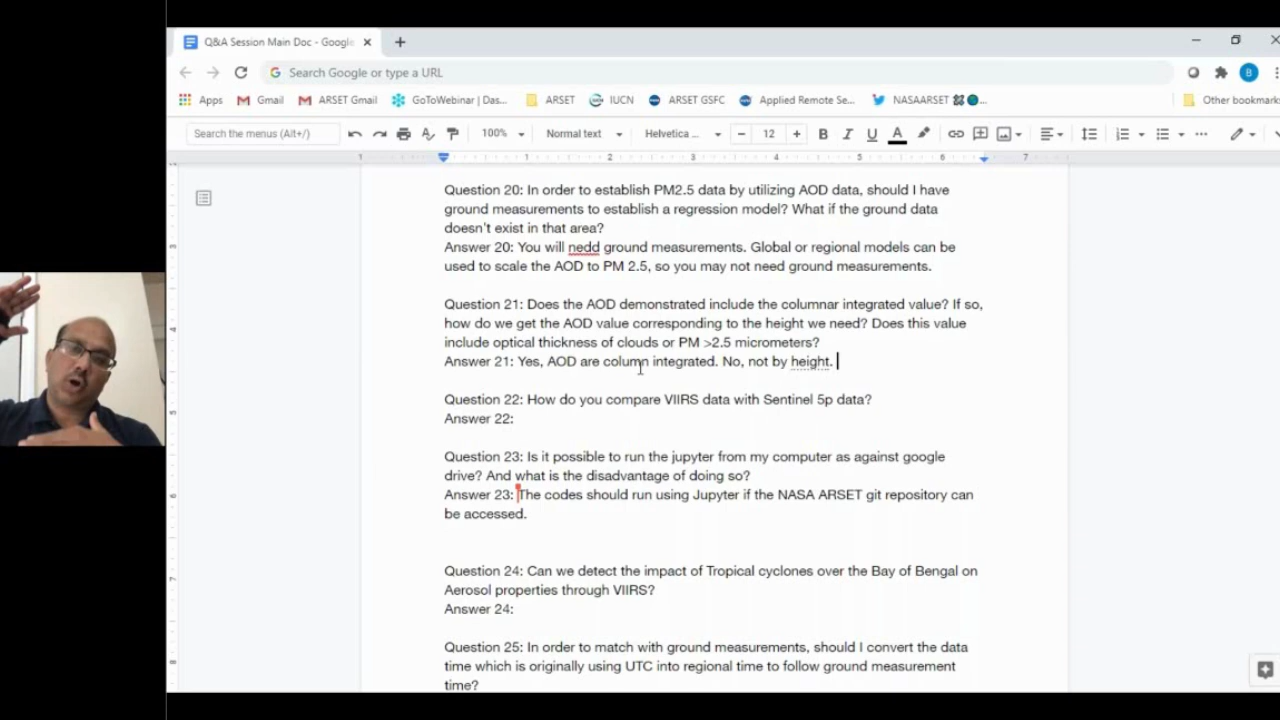 Q&A Session Main Doc - Google
Search Google or type a URL
Apps Gmail ARSET Gmail GoToWebinar | Das... ARSET IUCN ARSET GSFC Applied Remote Se... NASAARSET Other bookmarks
Search the menus (Alt+/) 100% Normal text Helvetica ... 12 B I U A
1 1 2 3 4 5 6 7
Question 20: In order to establish PM2.5 data by utilizing AOD data, should I have
ground measurements to establish a regression model? What if the ground data
doesn't exist in that area?
Answer 20: You will nedd ground measurements. Global or regional models can be
used to scale the AOD to PM 2.5, so you may not need ground measurements.
Question 21: Does the AOD demonstrated include the columnar integrated value? If so,
how do we get the AOD value corresponding to the height we need? Does this value
include optical thickness of clouds or PM >2.5 micrometers?
Answer 21: Yes, AOD are column integrated. No, not by height.
Question 22: How do you compare VIIRS data with Sentinel 5p data?
Answer 22:
Question 23: Is it possible to run the jupyter from my computer as against google
drive? And what is the disadvantage of doing so?
Answer 23: The codes should run using Jupyter if the NASA ARSET git repository can
be accessed.
Question 24: Can we detect the impact of Tropical cyclones over the Bay of Bengal on
Aerosol properties through VIIRS?
Answer 24:
Question 25: In order to match with ground measurements, should I convert the data
time which is originally using UTC into regional time to follow ground measurement
time?